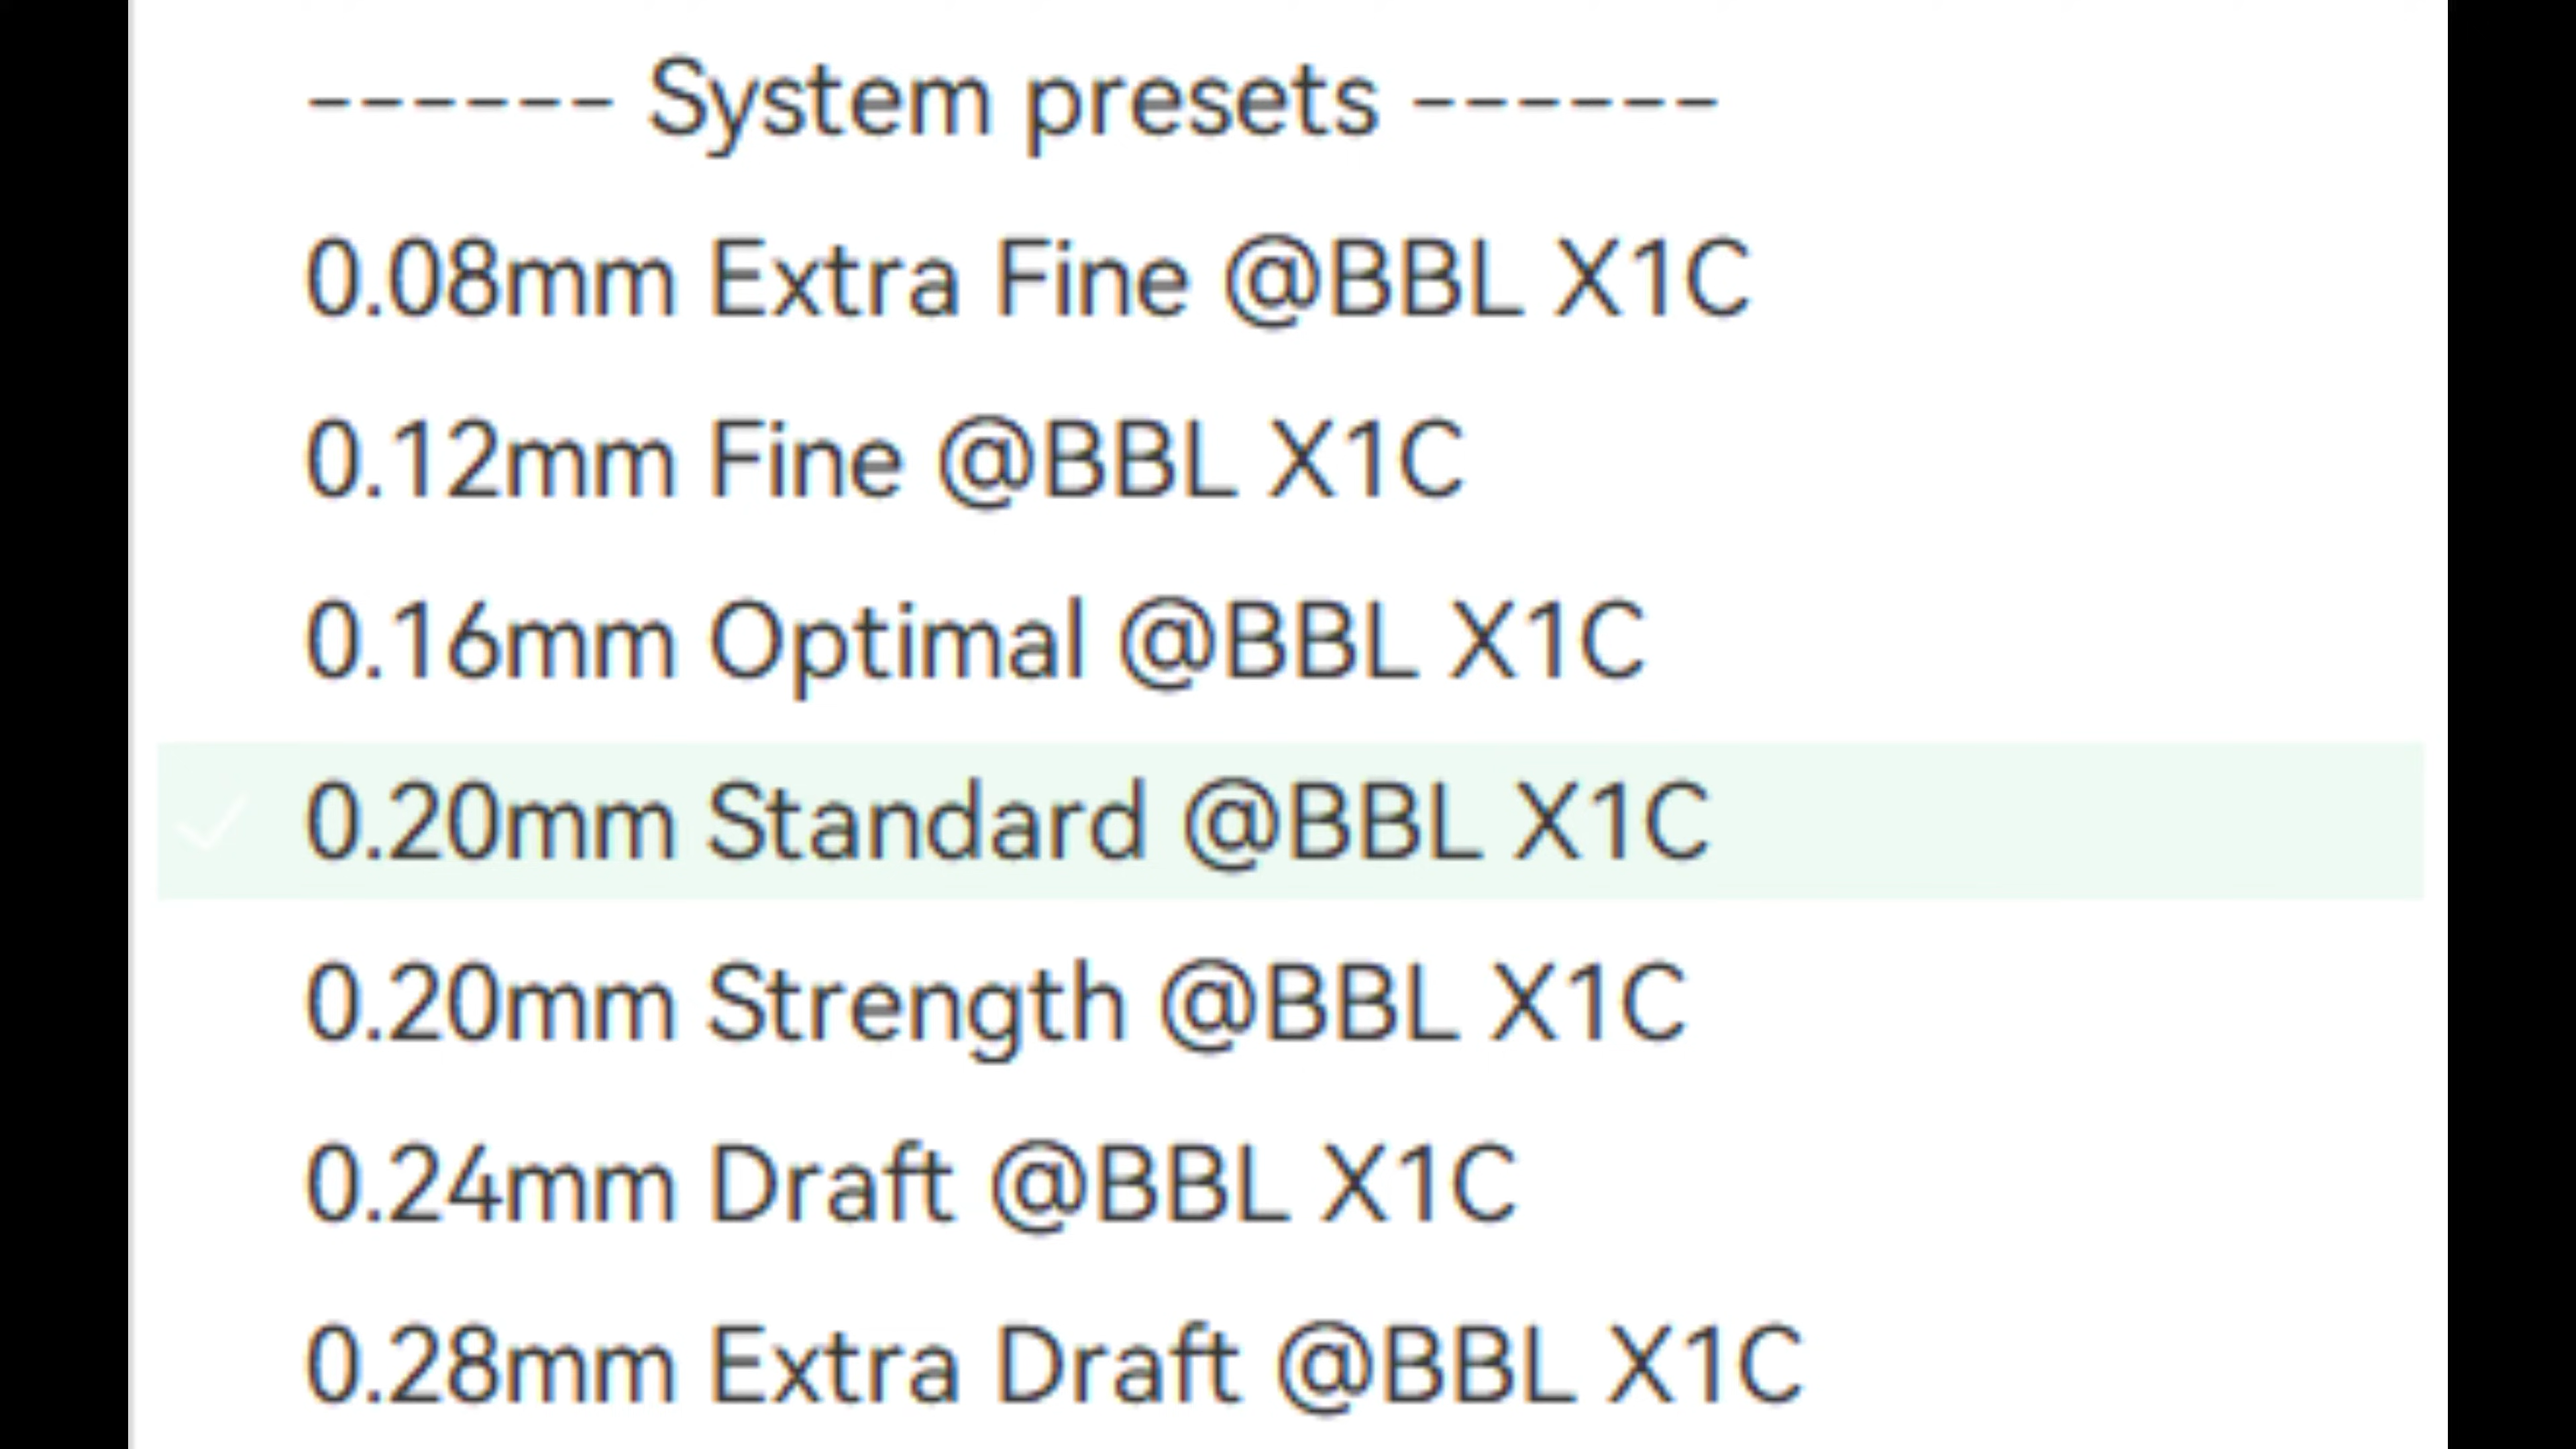 ------ System presets ------
0.08mm Extra Fine @BBL X1C
0.12mm Fine @BBL X1C
0.16mm Optimal @BBL X1C
0.20mm Standard @BBL X1C
0.20mm Strength @BBL X1C
0.24mm Draft @BBL X1C
0.28mm Extra Draft @BBL X1C